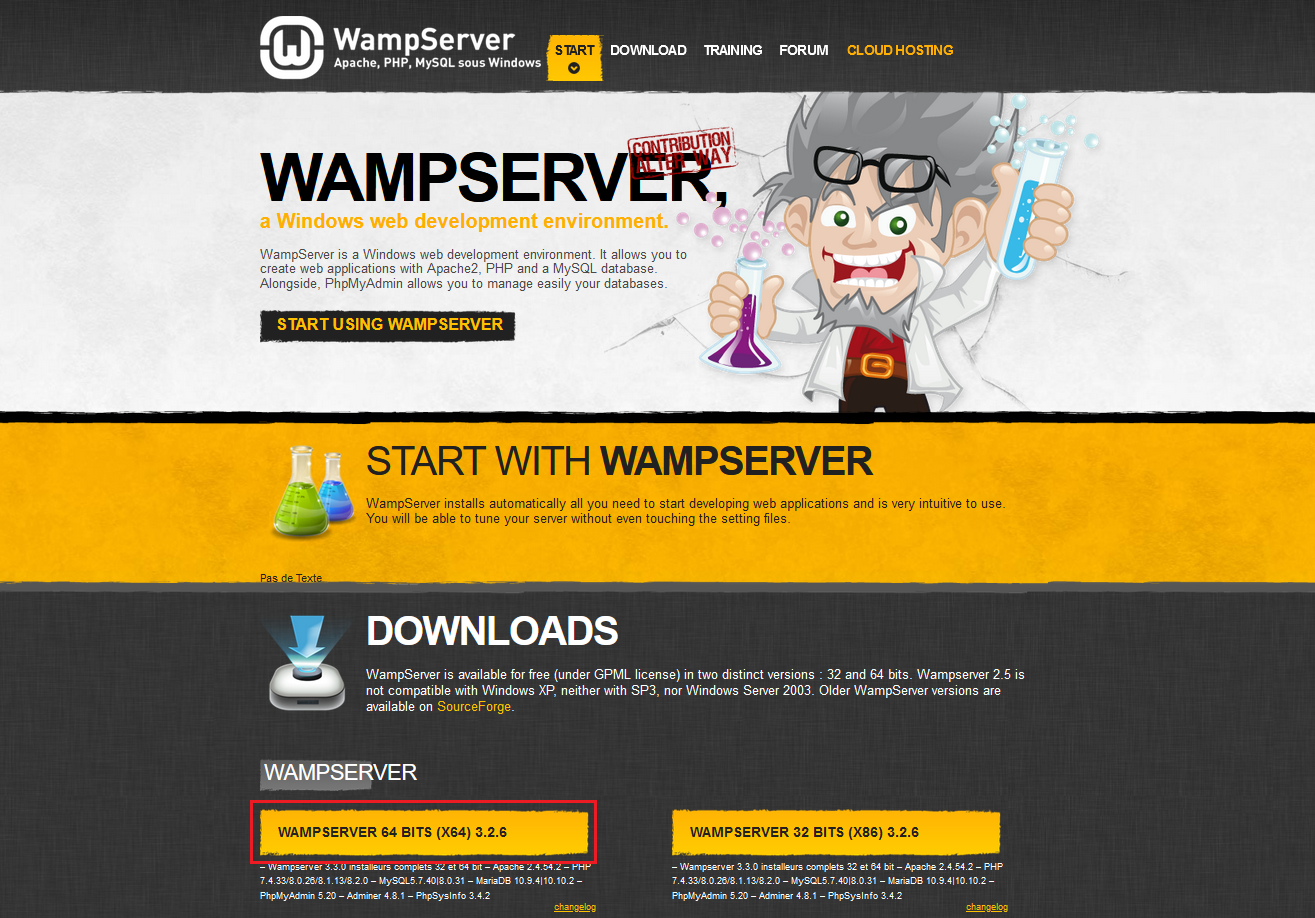 WampServer
Apache, PHP, MySQL sous Windows
START
DOWNLOAD
TRAINING
FORUM
CLOUD HOSTING
CONTRIBUTION
ALTER WAY
WAMPSERVER,
a Windows web development environment.
WampServer is a Windows web development environment. It allows you to
create web applications with Apache2, PHP and a MySQL database.
Alongside, PhpMyAdmin allows you to manage easily your databases.
START USING WAMPSERVER
START WITH WAMPSERVER
WampServer installs automatically all you need to start developing web applications and is very intuitive to use.
You will be able to tune your server without even touching the setting files.
Pas de Texte
DOWNLOADS
WampServer is available for free (under GPML license) in two distinct versions : 32 and 64 bits. Wampserver 2.5 is
not compatible with Windows XP, neither with SP3, nor Windows Server 2003. Older WampServer versions are
available on SourceForge.
WAMPSERVER
WAMPSERVER 64 BITS (X64) 3.2.6
– Wampserver 3.3.0 installeurs complets 32 et 64 bit – Apache 2.4.54.2 – PHP
7.4.33/8.0.26/8.1.13/8.2.0 – MySQL5.7.40|8.0.31 – MariaDB 10.9.4|10.10.2 –
PhpMyAdmin 5.20 – Adminer 4.8.1 – PhpSysInfo 3.4.2
changelog
WAMPSERVER 32 BITS (X86) 3.2.6
– Wampserver 3.3.0 installeurs complets 32 et 64 bit – Apache 2.4.54.2 – PHP
7.4.33/8.0.26/8.1.13/8.2.0 – MySQL5.7.40|8.0.31 – MariaDB 10.9.4|10.10.2 –
PhpMyAdmin 5.20 – Adminer 4.8.1 – PhpSysInfo 3.4.2
changelog